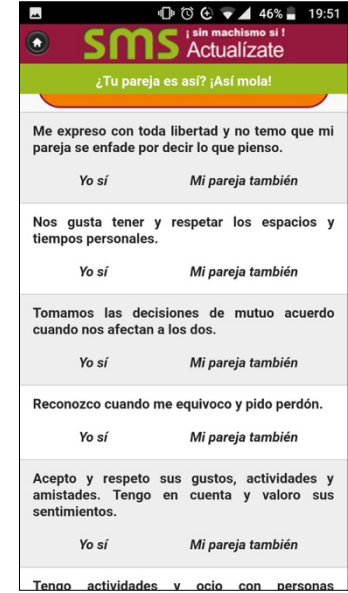 46% 19:51
sms ¡ sin machismo sí !
Actualízate
¿Tu pareja es así? ¡Así mola!
Me expreso con toda libertad y no temo que mi
pareja se enfade por decir lo que pienso.
Yo sí Mi pareja también
Nos gusta tener y respetar los espacios y
tiempos personales.
Yo sí Mi pareja también
Tomamos las decisiones de mutuo acuerdo
cuando nos afectan a los dos.
Yo sí Mi pareja también
Reconozco cuando me equivoco y pido perdón.
Yo sí Mi pareja también
Acepto y respeto sus gustos, actividades y
amistades. Tengo en cuenta y valoro sus
sentimientos.
Yo sí Mi pareja también
Tengo actividades y ocio con personas